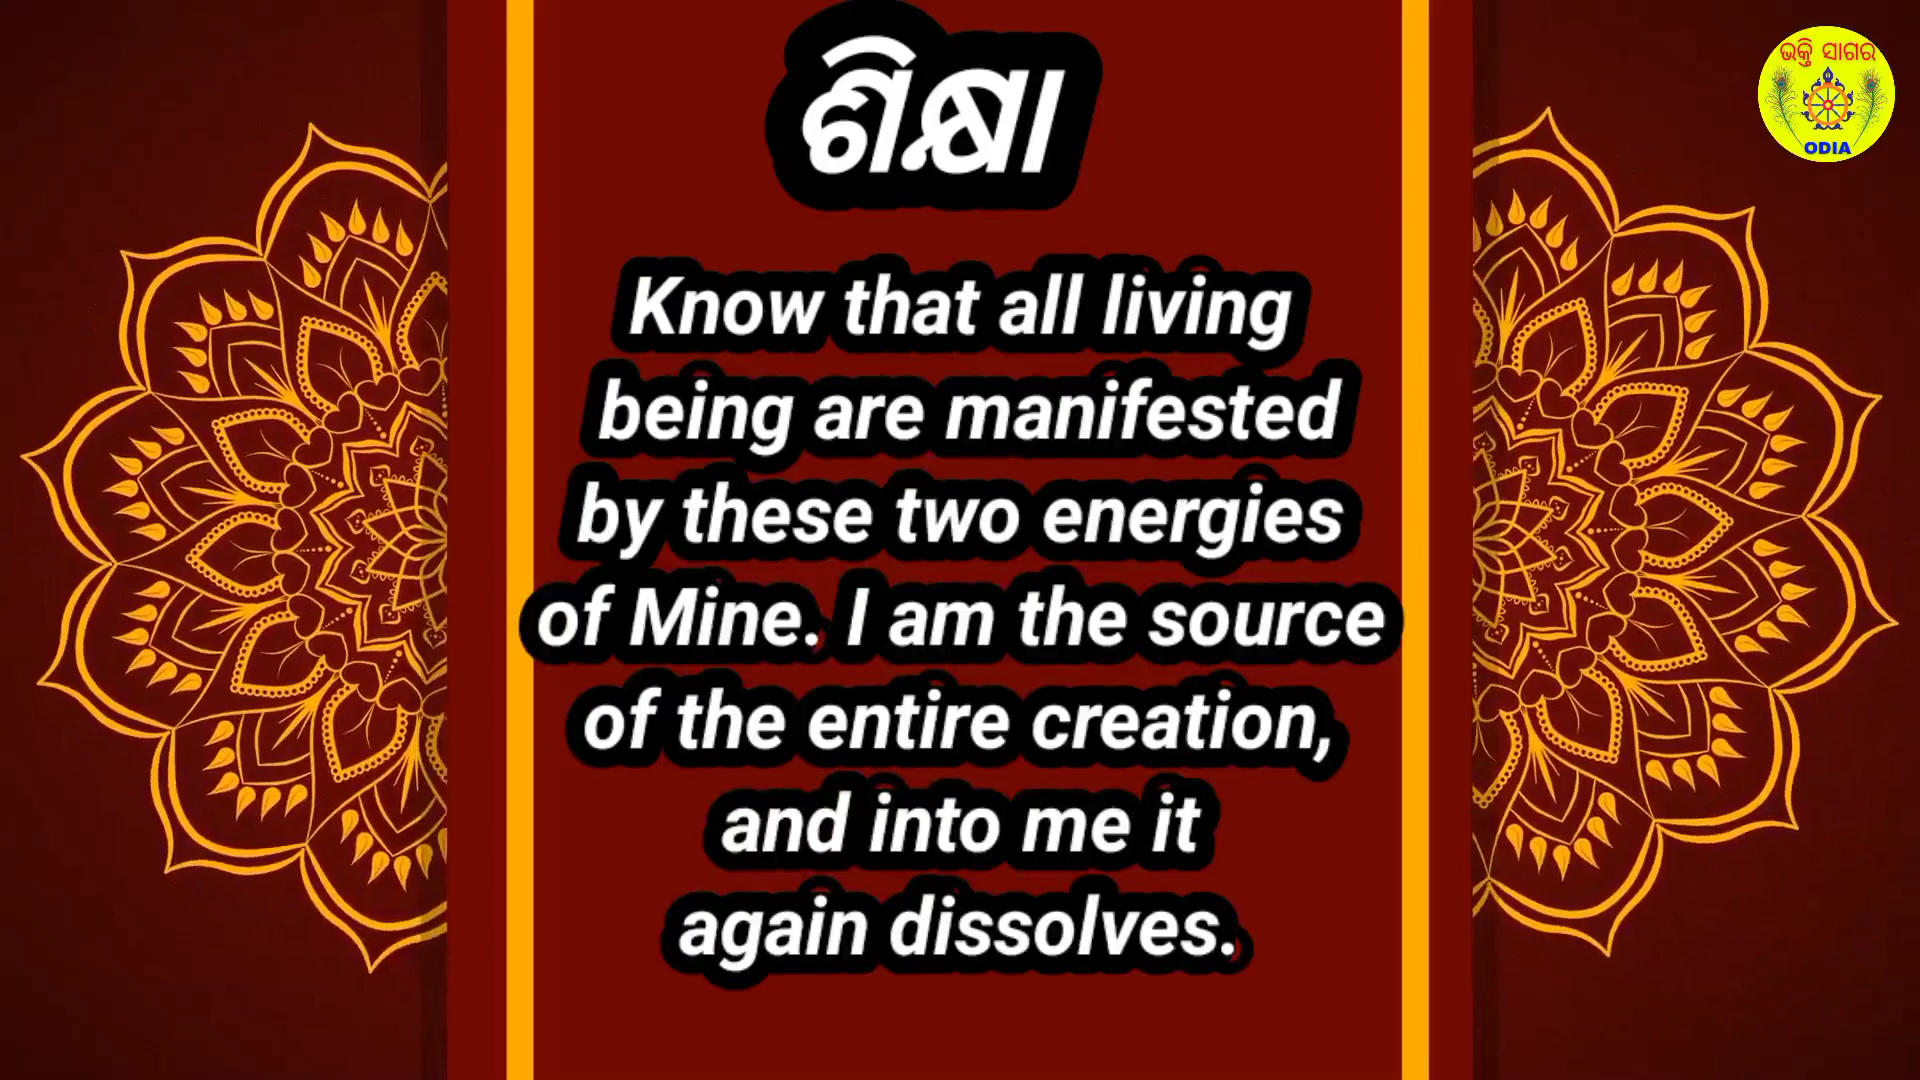 ଶିକ୍ଷା
Know that all living
being are manifested
by these two energies
of Mine. I am the source
of the entire creation,
and into me it
again dissolves.
ଭକ୍ତି ସାଗର
ODIA